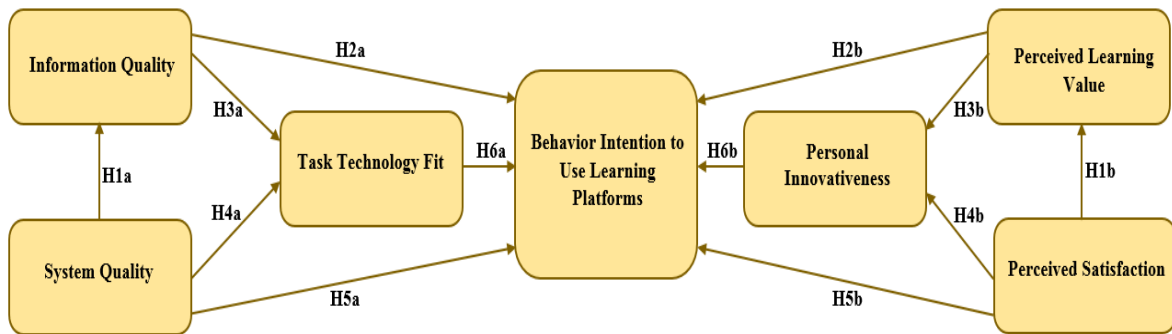 Information Quality
H2a
H2b
Perceived Learning
Value
H3a
H3b
Behavior Intention to
Use Learning
Platforms
Task Technology Fit
H6a
H6b
Personal
Innovativeness
H1a
H1b
H4a
H4b
System Quality
Perceived Satisfaction
H5a
H5b